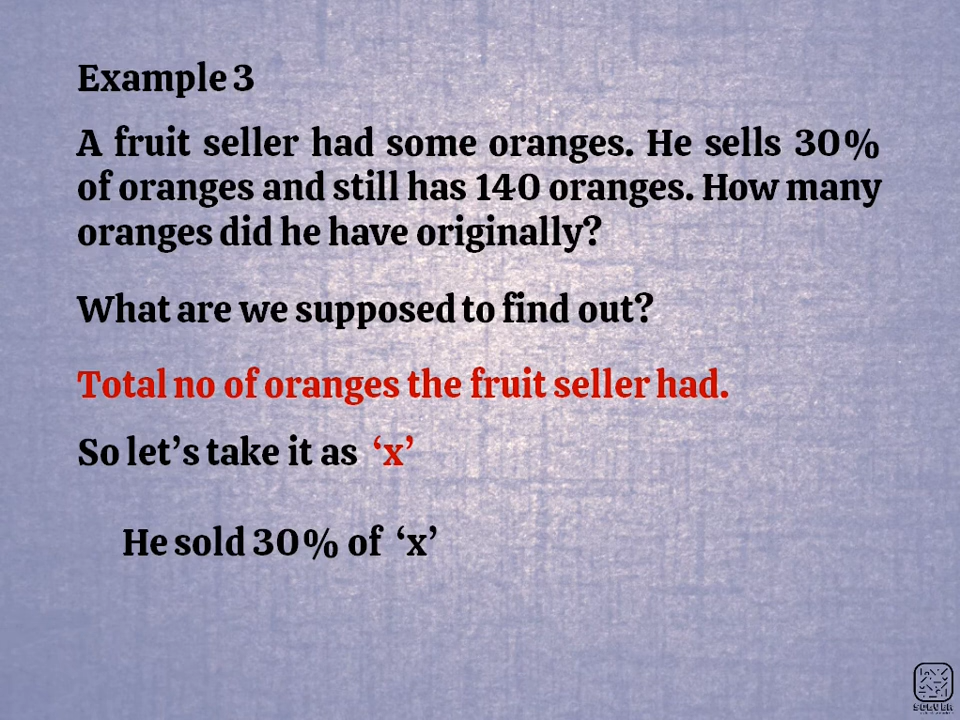 Example 3
A fruit seller had some oranges. He sells 30%
of oranges and still has 140 oranges. How many
oranges did he have originally?
What are we supposed to find out?
Total no of oranges the fruit seller had.
So let’s take it as ‘x’
He sold 30% of ‘x’